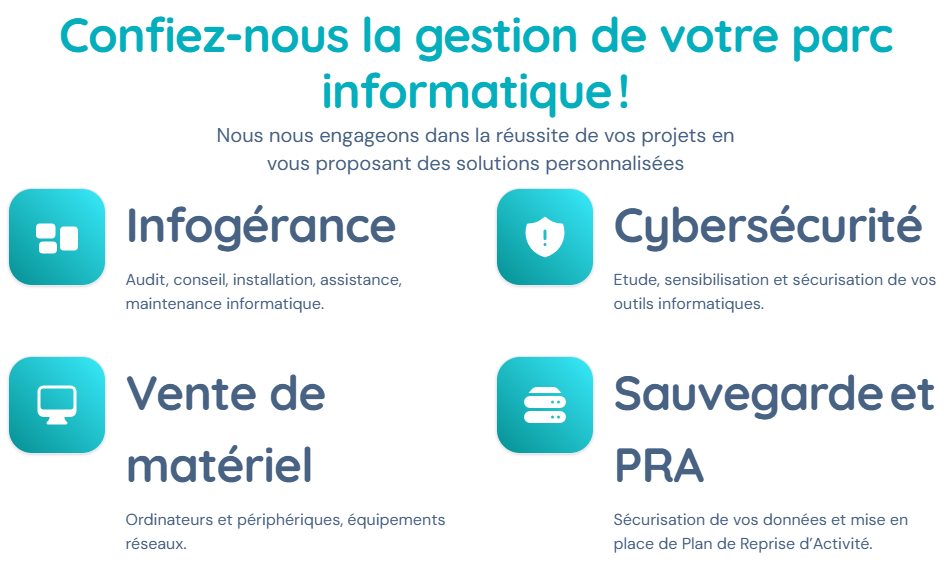 Confiez-nous la gestion de votre parc
informatique !
Nous nous engageons dans la réussite de vos projets en
vous proposant des solutions personnalisées
Infogérance
Audit, conseil, installation, assistance,
maintenance informatique.
Cybersécurité
Etude, sensibilisation et sécurisation de vos
outils informatiques.
Vente de
matériel
Ordinateurs et périphériques, équipements
réseaux.
Sauvegarde et
PRA
Sécurisation de vos données et mise en
place de Plan de Reprise d’Activité.